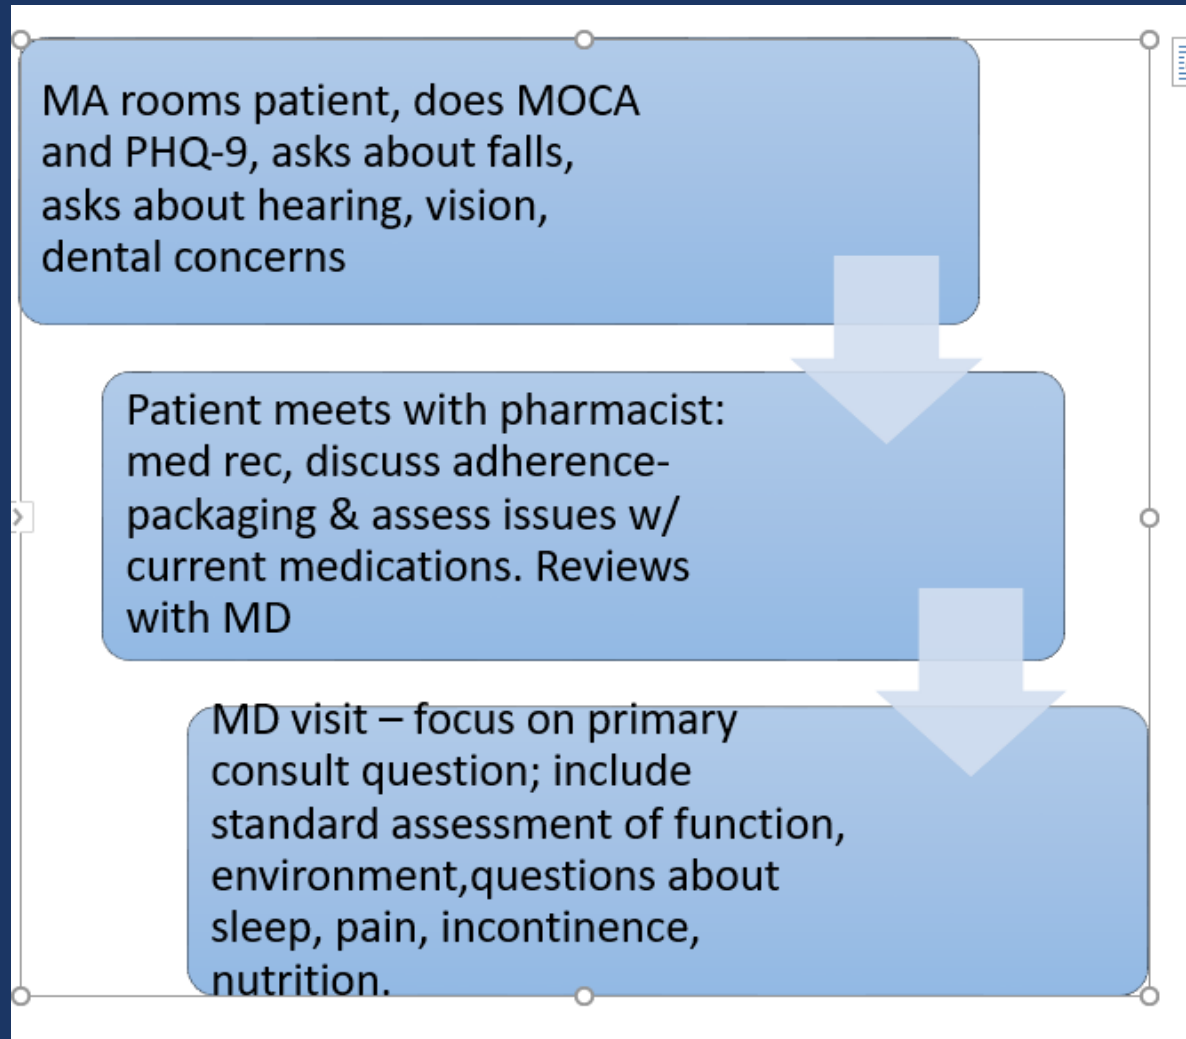 MA rooms patient, does MOCA
and PHQ-9, asks about falls,
asks about hearing, vision,
dental concerns
Patient meets with pharmacist:
med rec, discuss adherence-
packaging & assess issues w/
current medications. Reviews
with MD
MD visit – focus on primary
consult question; include
standard assessment of function,
environment,questions about
sleep, pain, incontinence,
nutrition.